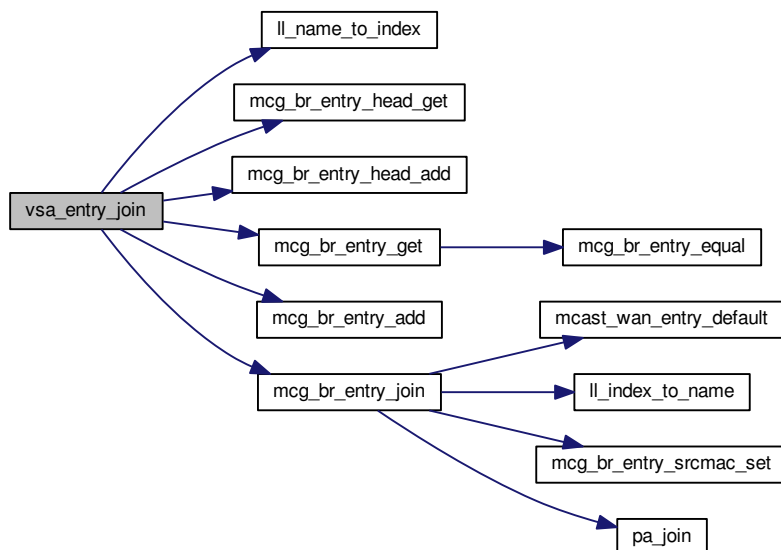 ll_name_to_index
mcg_br_entry_head_get
mcg_br_entry_head_add
vsa_entry_join
mcg_br_entry_get
mcg_br_entry_equal
mcg_br_entry_add
mcast_wan_entry_default
mcg_br_entry_join
ll_index_to_name
mcg_br_entry_srcmac_set
pa_join